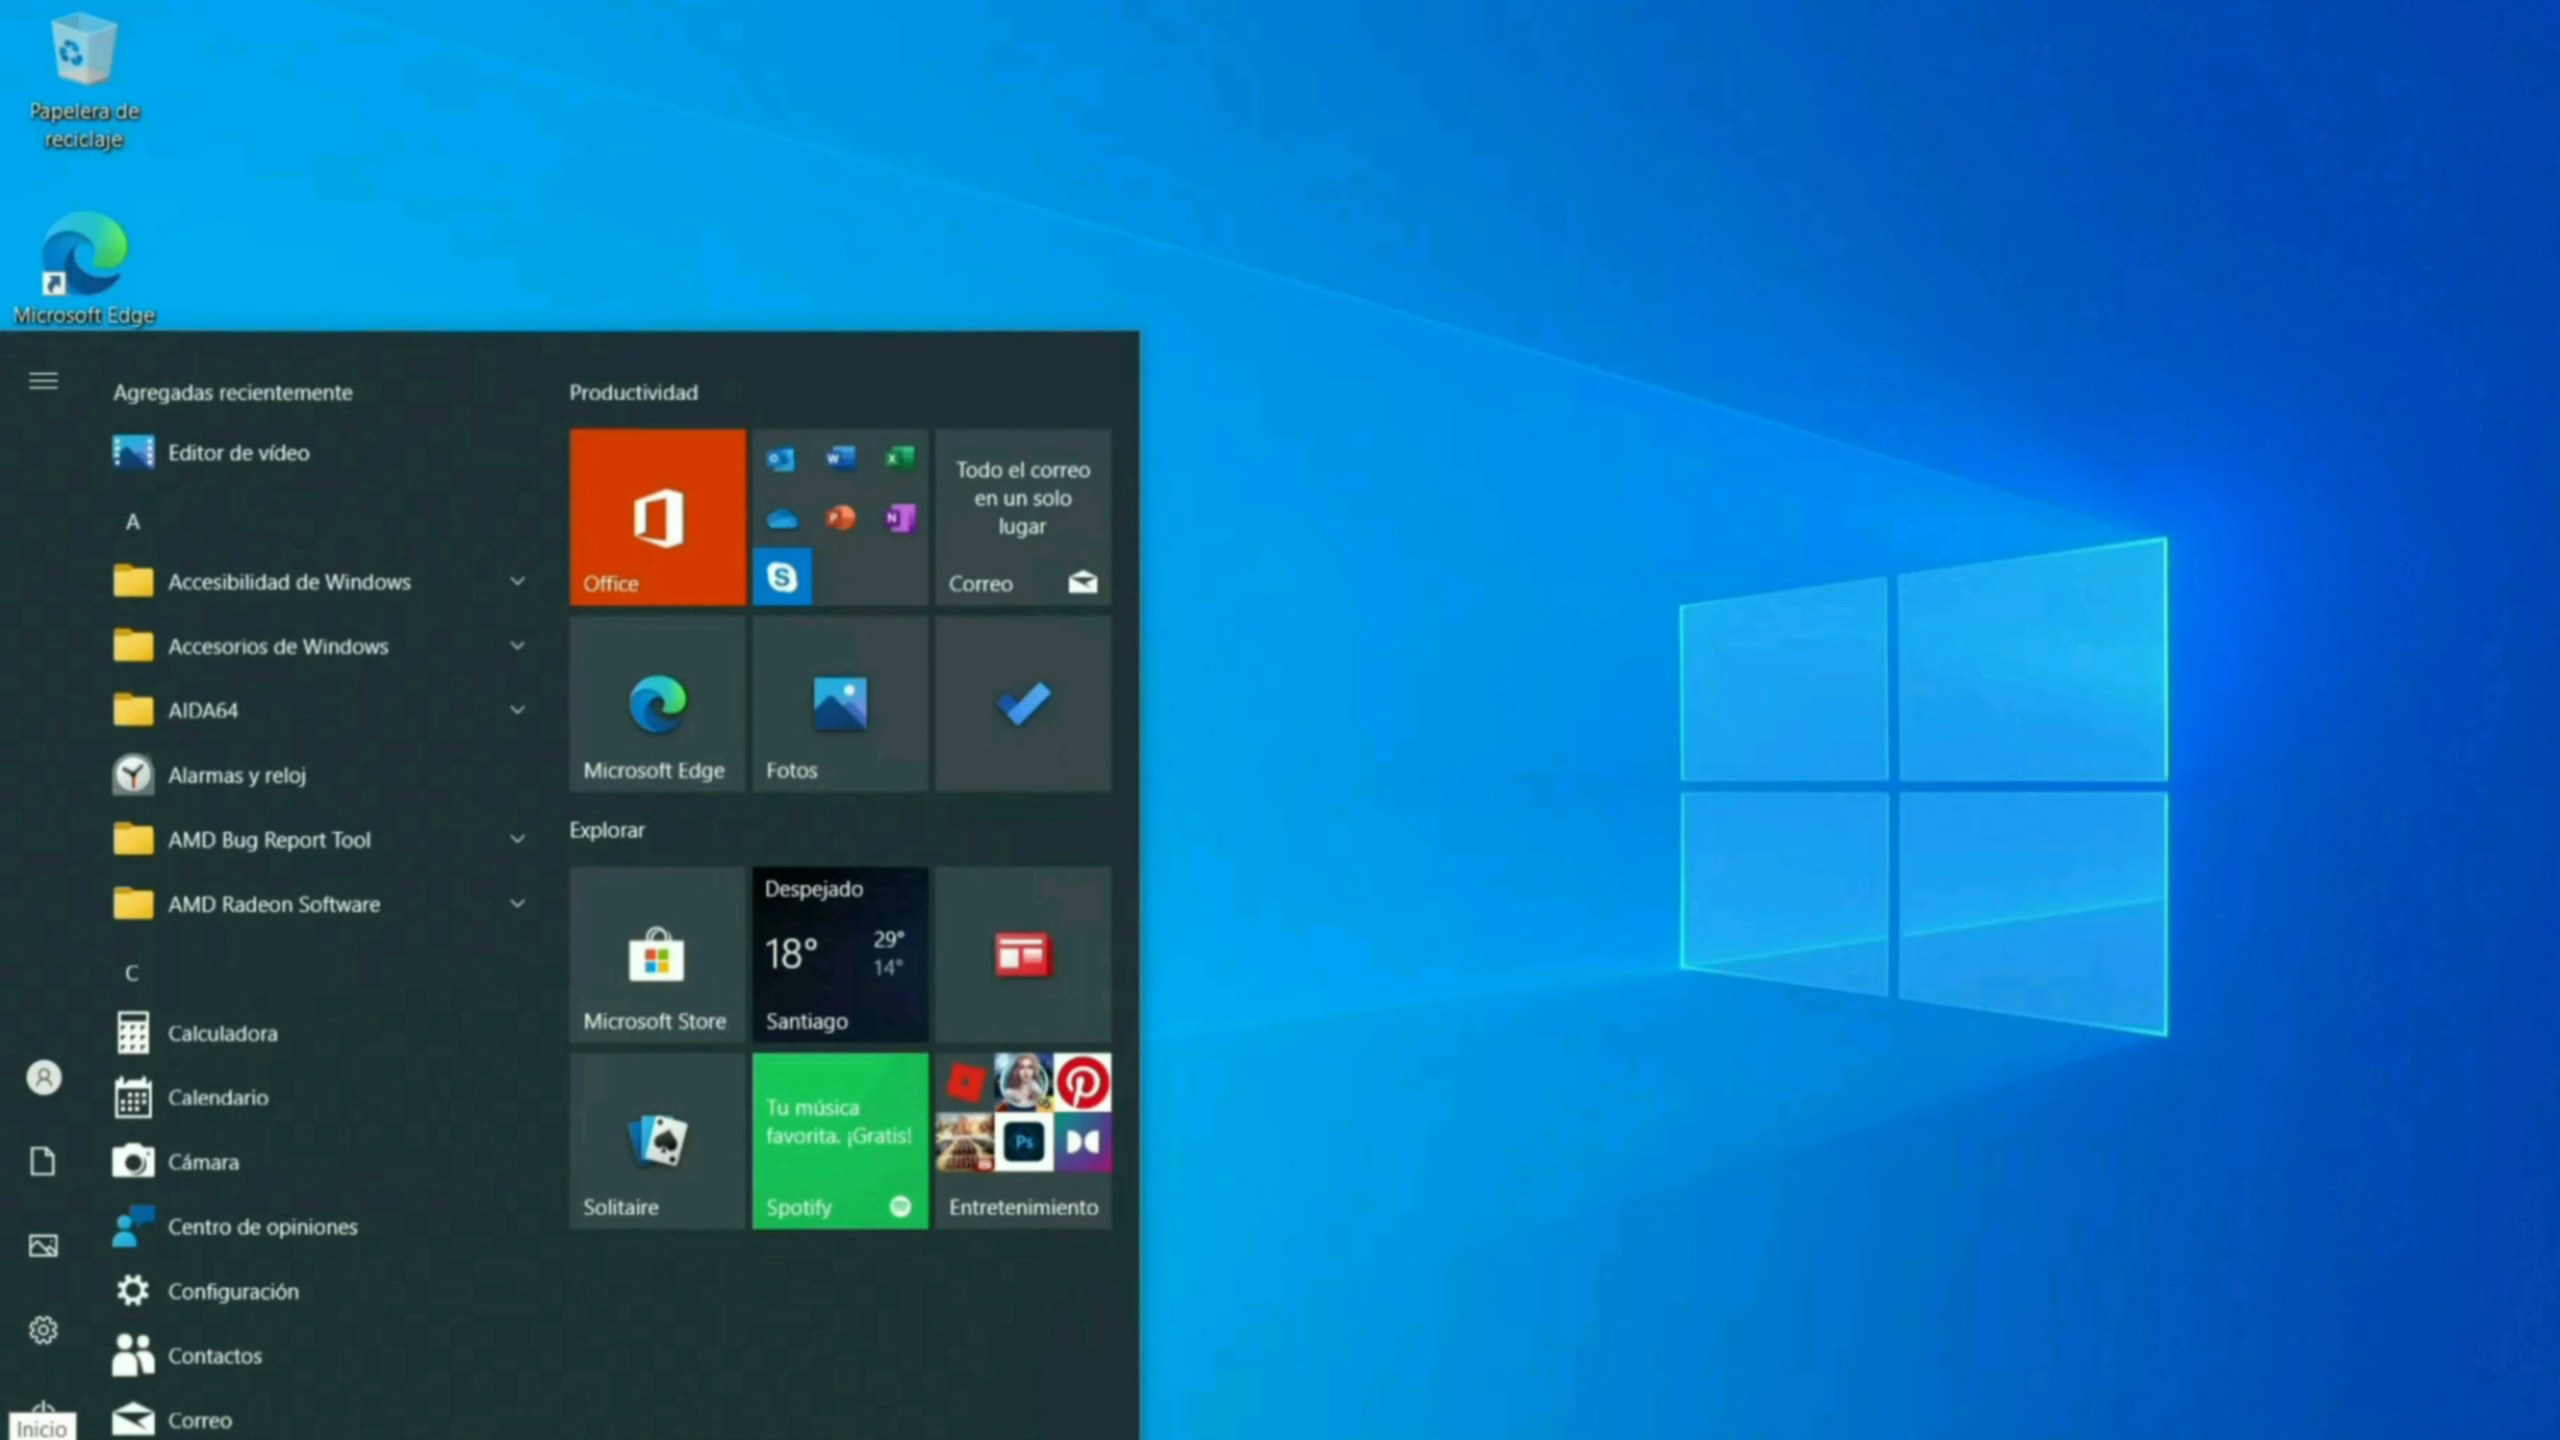 Papelera de
reciclaje
Microsoft Edge
Agregadas recientemente
Editor de vídeo
A
Accesibilidad de Windows
Accesorios de Windows
AIDA64
Alarmas y reloj
AMD Bug Report Tool
AMD Radeon Software
C
Calculadora
Calendario
Cámara
Centro de opiniones
Configuración
Contactos
Correo
Inicio
Productividad
Office
Todo el correo
en un solo
lugar
Correo
Microsoft Edge
Fotos
Explorar
Microsoft Store
Despejado
18°
29°
14°
Santiago
Solitaire
Tu música
favorita. ¡Gratis!
Spotify
Ps
Entretenimiento